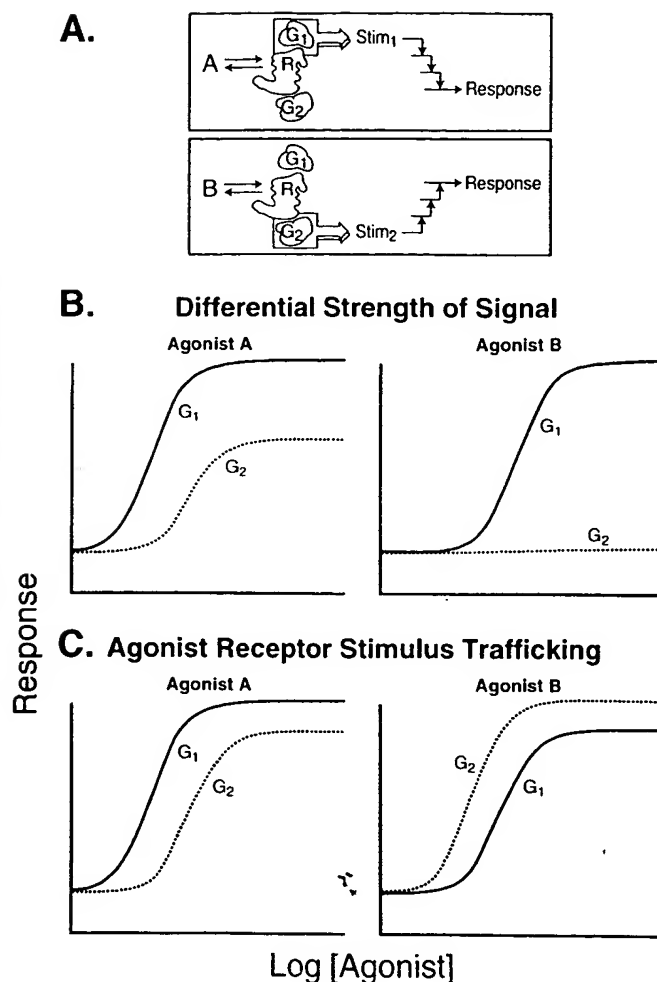 A.
G1
A
R
Stim1
Response
G2
G1
B
R
Response
G2
Stim2
B. Differential Strength of Signal
Agonist A
Agonist B
G1
G2
G1
G2
Response
C. Agonist Receptor Stimulus Trafficking
Agonist A
Agonist B
G1
G2
G2
G1
Log [Agonist]